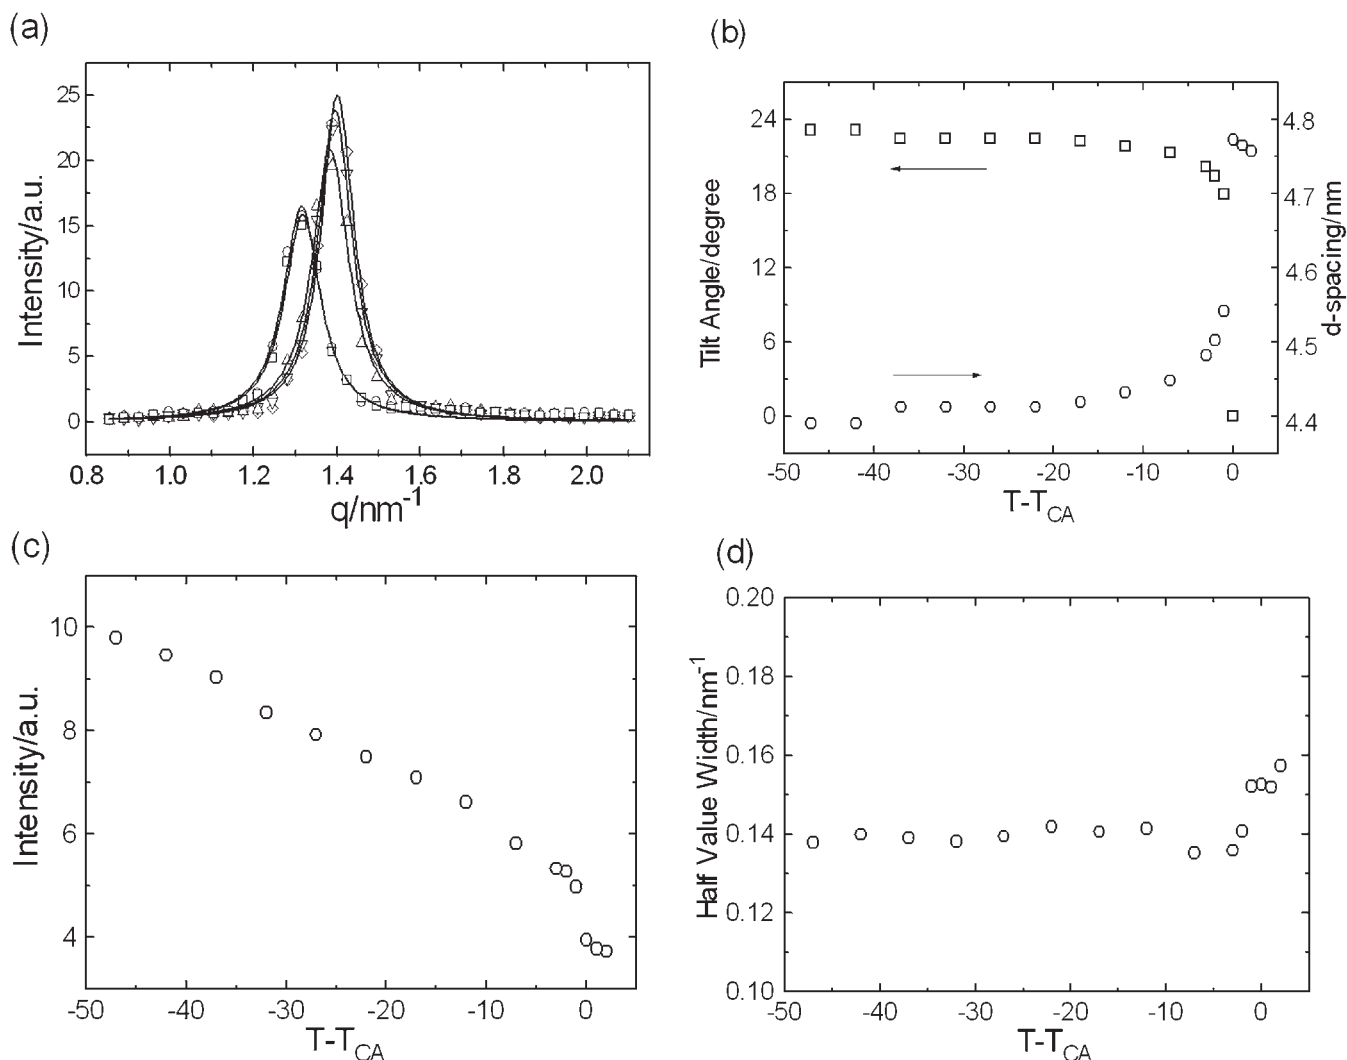 (a)
25
20
15
10
5
0
Intensity/a.u.
0.8 1.0 1.2 1.4 1.6 1.8 2.0
q/nm-1
(b)
24
18
12
6
0
Tilt Angle/degree
4.8
4.7
4.6
4.5
4.4
d-spacing/nm
-50 -40 -30 -20 -10 0
T-TCA
(c)
10
8
6
4
Intensity/a.u.
-50 -40 -30 -20 -10 0
T-TCA
(d)
0.20
0.18
0.16
0.14
0.12
0.10
Half Value Width/nm-1
-50 -40 -30 -20 -10 0
T-TCA